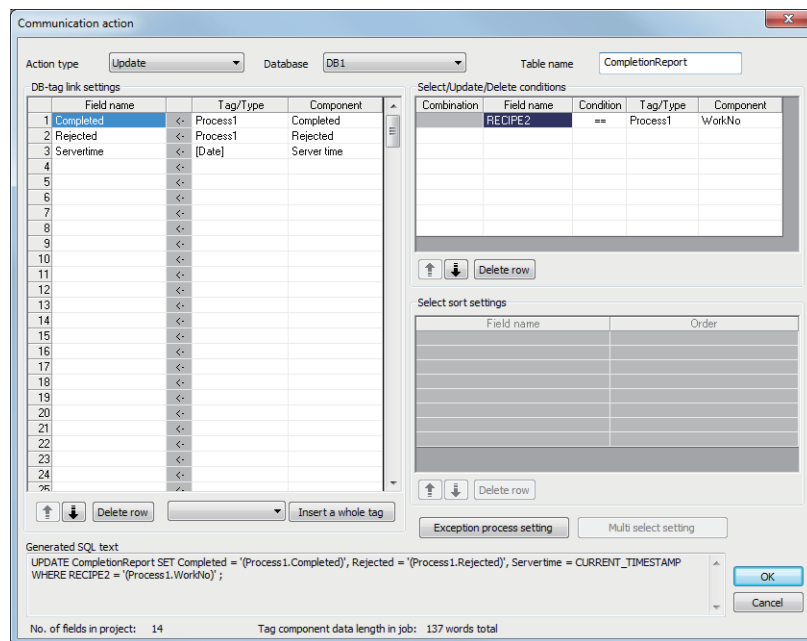 Communication action
Action type Update Database DB1 Table name CompletionReport
DB-tag link settings
Field name Tag/Type Component
1 Completed <- Process1 Completed
2 Rejected <- Process1 Rejected
3 Servertime <- [Date] Server time
4 <-
5 <-
6 <-
7 <-
8 <-
9 <-
10 <-
11 <-
12 <-
13 <-
14 <-
15 <-
16 <-
17 <-
18 <-
19 <-
20 <-
21 <-
22 <-
23 <-
24 <-
25 <-
Delete row Insert a whole tag
Select/Update/Delete conditions
Combination Field name Condition Tag/Type Component
RECIPE2 == Process1 WorkNo
Delete row
Select sort settings
Field name Order
Delete row
Exception process setting Multi select setting
Generated SQL text
UPDATE CompletionReport SET Completed = '(Process1.Completed)', Rejected = '(Process1.Rejected)', Servertime = CURRENT_TIMESTAMP
WHERE RECIPE2 = '(Process1.WorkNo)' ;
OK
Cancel
No. of fields in project: 14 Tag component data length in job: 137 words total